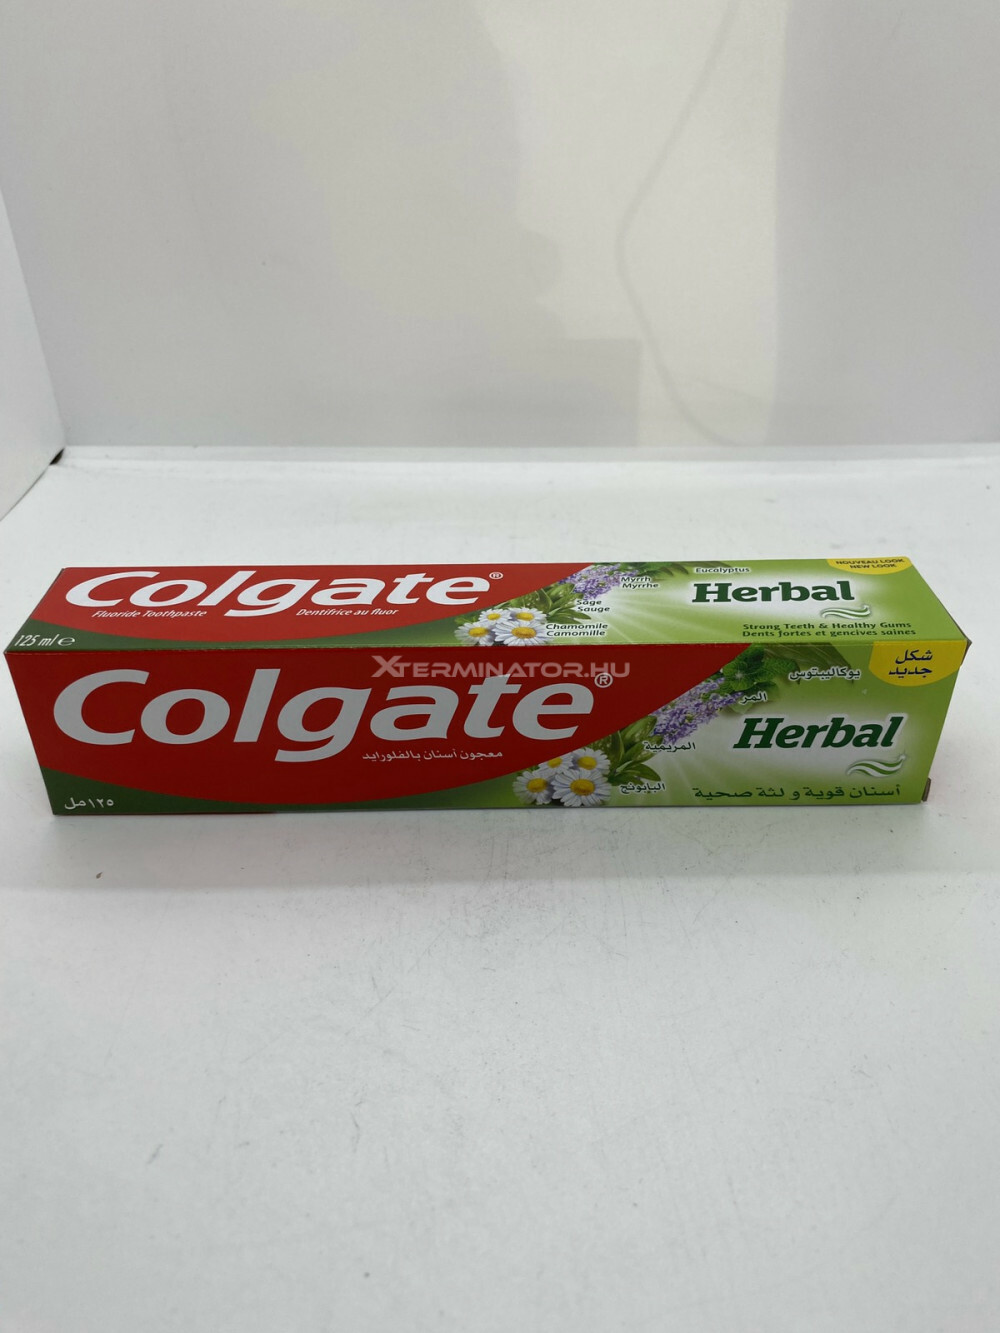 Colgate®
Fluoride Toothpaste
Dentifrice au fluor
125 ml e
Eucalyptus
Myrrh
Myrrhe
Sage
Sauge
Chamomile
Camomille
Herbal
NOUVEAU LOOK
NEW LOOK
Strong Teeth & Healthy Gums
Dents fortes et gencives saines
XTERMINATOR.HU
Colgate®
معجون أسنان بالفلورايد
١٢٥ مل
يوكاليبتوس
المر
المريمية
البابونج
شكل
جديد
Herbal
أسنان قوية و لثة صحية